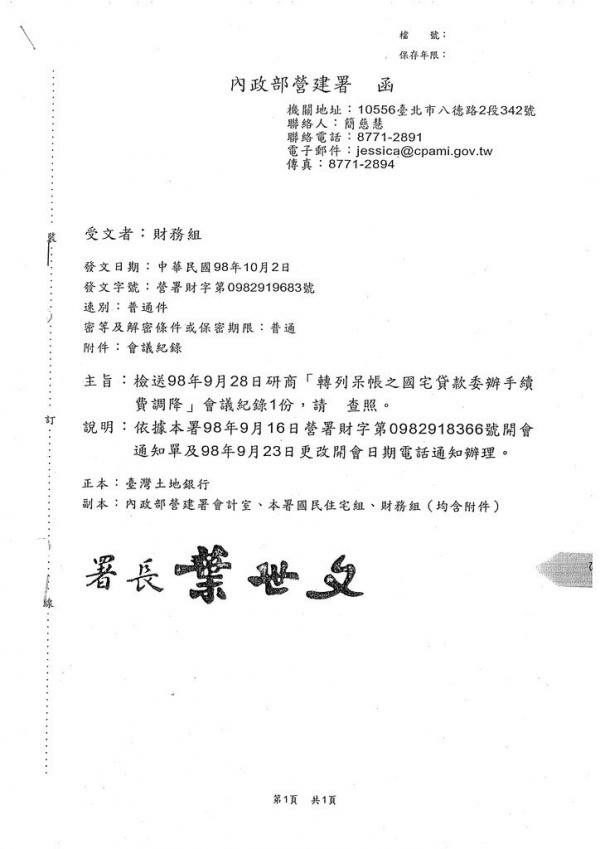 檔　　號：
保存年限：
內政部營建署　函
機關地址：10556臺北市八德路2段342號
聯絡人：簡慈慧
聯絡電話：8771-2891
電子郵件：jessica@cpami.gov.tw
傳真：8771-2894
受文者：財務組
發文日期：中華民國98年10月2日
發文字號：營署財字第0982919683號
速別：普通件
密等及解密條件或保密期限：普通
附件：會議紀錄
主旨：檢送98年9月28日研商「轉列呆帳之國宅貸款委辦手續
費調降」會議紀錄1份，請　查照。
說明：依據本署98年9月16日營署財字第0982918366號開會
通知單及98年9月23日更改開會日期電話通知辦理。
正本：臺灣土地銀行
副本：內政部營建署會計室、本署國民住宅組、財務組（均含附件）
署長 葉世文
裝
訂
線
第1頁　共1頁